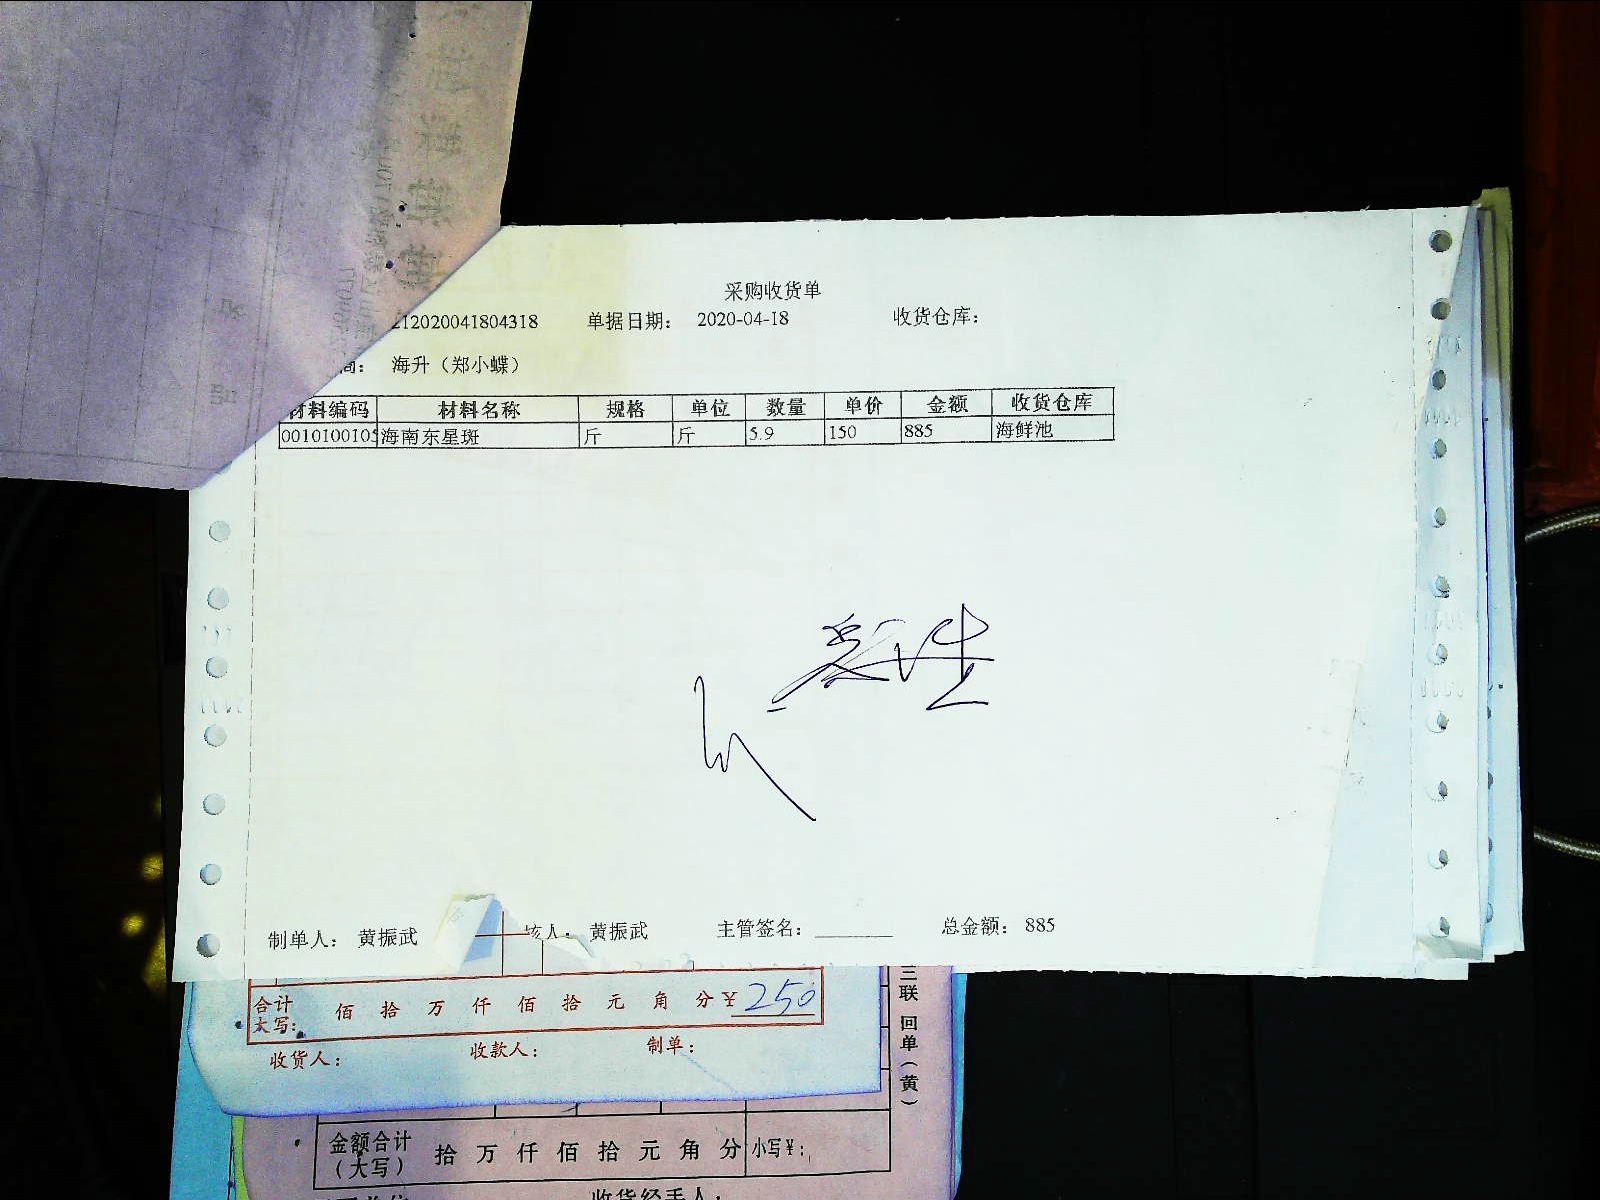 采购收货单
212020041804318 单据日期： 2020-04-18 收货仓库：
商： 海升（郑小蝶）
材料编码 材料名称 规格 单位 数量 单价 金额 收货仓库
0010100105 海南东星斑 斤 斤 5.9 150 885 海鲜池
制单人： 黄振武 核人： 黄振武 主管签名： 总金额： 885
合计 大写： 佰 拾 万 仟 佰 拾 元 角 分 ¥ 250
收货人： 收款人： 制单：
三联 回单（黄）
金额合计（大写） 拾 万 仟 佰 拾 元 角 分 小写¥：
收货经手人：